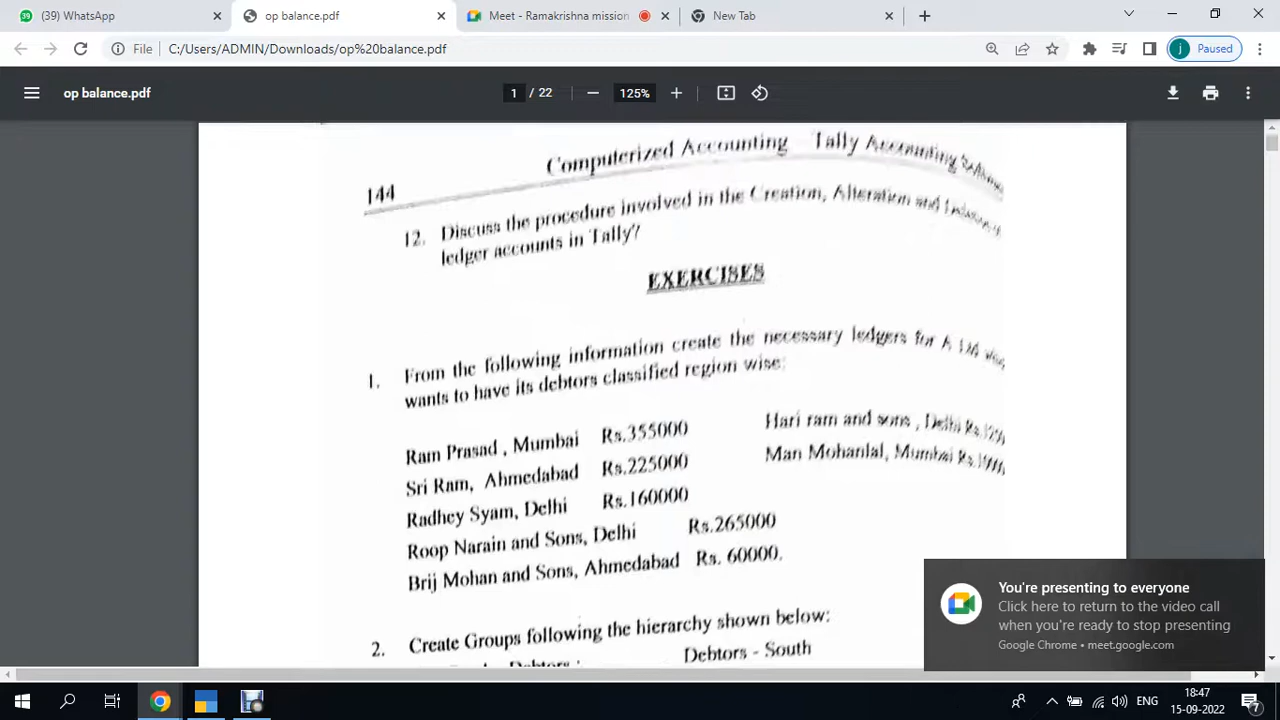 (39) WhatsApp
op balance.pdf
Meet - Ramakrishna mission
New Tab
File
C:/Users/ADMIN/Downloads/op%20balance.pdf
Paused
op balance.pdf
1 / 22
125%
144
Computerized Accounting Tally Accounting
12. Discuss the procedure involved in the Creation, Alteration and
ledger accounts in Tally?
EXERCISES
1. From the following information create the necessary ledgers for A Ltd
wants to have its debtors classified region wise:
Ram Prasad , Mumbai Rs.355000
Hari ram and sons , Delhi
Sri Ram, Ahmedabad Rs.225000
Man Mohanlal, Mumbai
Radhey Syam, Delhi Rs.160000
Roop Narain and Sons, Delhi Rs.265000
Brij Mohan and Sons, Ahmedabad Rs. 60000.
2. Create Groups following the hierarchy shown below:
Debtors - South
You're presenting to everyone
Click here to return to the video call
when you're ready to stop presenting
Google Chrome • meet.google.com
ENG
18:47
15-09-2022
7